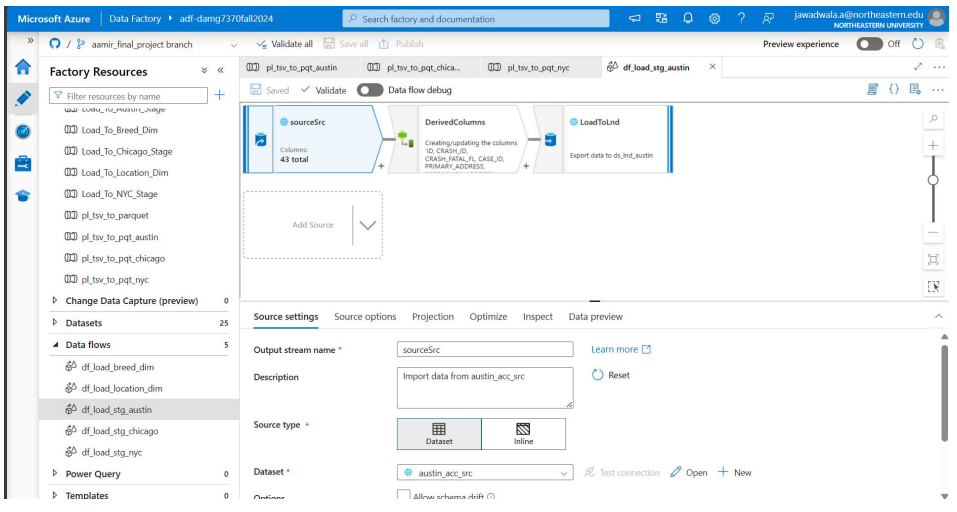 Microsoft Azure Data Factory adf-damg7370fall2024 Search factory and documentation jawadwala.a@northeastern.edu
NORTHEASTERN UNIVERSITY
/ aamir_final_project branch Validate all Save all Publish Preview experience Off
Factory Resources
pl_tsv_to_pqt_austin pl_tsv_to_pqt_chica... pl_tsv_to_pqt_nyc df_load_stg_austin
Filter resources by name
Saved Validate Data flow debug
Load_To_Austin_Stage
Load_To_Breed_Dim
Load_To_Chicago_Stage
Load_To_Location_Dim
Load_To_NYC_Stage
pl_tsv_to_parquet
pl_tsv_to_pqt_austin
pl_tsv_to_pqt_chicago
pl_tsv_to_pqt_nyc
Change Data Capture (preview) 0
Datasets 25
Data flows 5
df_load_breed_dim
df_load_location_dim
df_load_stg_austin
df_load_stg_chicago
df_load_stg_nyc
Power Query 0
Templates 0
sourceSrc
Columns:
43 total
DerivedColumns
Creating/updating the columns
'ID, CRASH_ID,
CRASH_FATAL_FL, CASE_ID,
PRIMARY_ADDRESS,
LoadToLnd
Export data to ds_lnd_austin
Add Source
Source settings Source options Projection Optimize Inspect Data preview
Output stream name * sourceSrc Learn more
Description Import data from austin_acc_src Reset
Source type * Dataset Inline
Dataset * austin_acc_src Test connection Open New
Options Allow schema drift